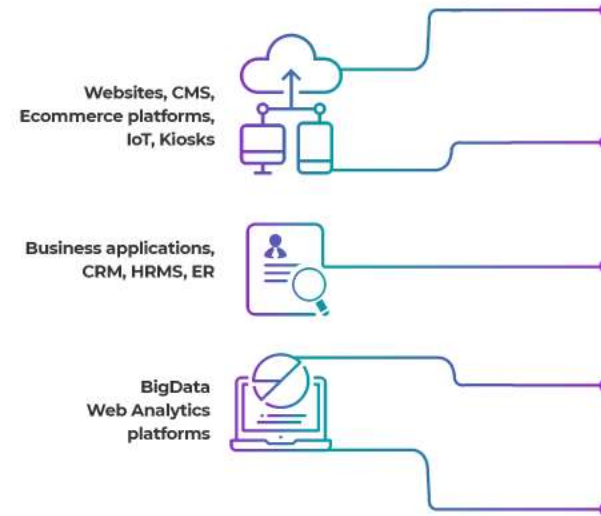 Websites, CMS,
Ecommerce platforms,
IoT, Kiosks
Business applications,
CRM, HRMS, ER
BigData
Web Analytics
platforms